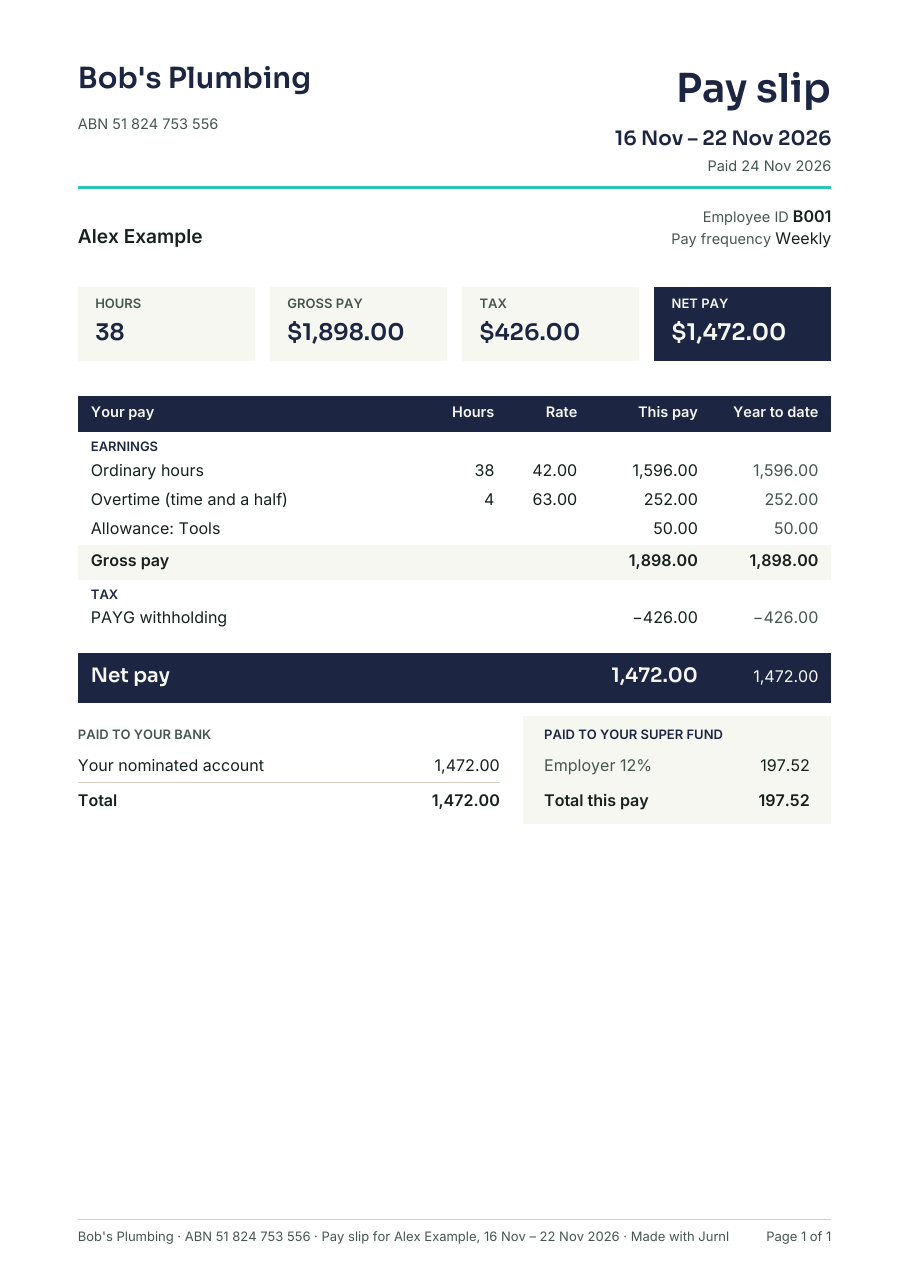 Bob's Plumbing
Pay slip
ABN 51 824 753 556
16 Nov – 22 Nov 2026
Paid 24 Nov 2026
Employee ID B001
Alex Example
Pay frequency Weekly
HOURS GROSS PAY TAX NET PAY
38 $1,898.00 $426.00 $1,472.00
Your pay Hours Rate This pay Year to date
EARNINGS
Ordinary hours 38 42.00 1,596.00 1,596.00
Overtime (time and a half) 4 63.00 252.00 252.00
Allowance: Tools 50.00 50.00
Gross pay 1,898.00 1,898.00
TAX
PAYG withholding −426.00 −426.00
Net pay 1,472.00 1,472.00
PAID TO YOUR BANK
Your nominated account 1,472.00
Total 1,472.00
PAID TO YOUR SUPER FUND
Employer 12% 197.52
Total this pay 197.52
Bob's Plumbing · ABN 51 824 753 556 · Pay slip for Alex Example, 16 Nov – 22 Nov 2026 · Made with Jurnl Page 1 of 1